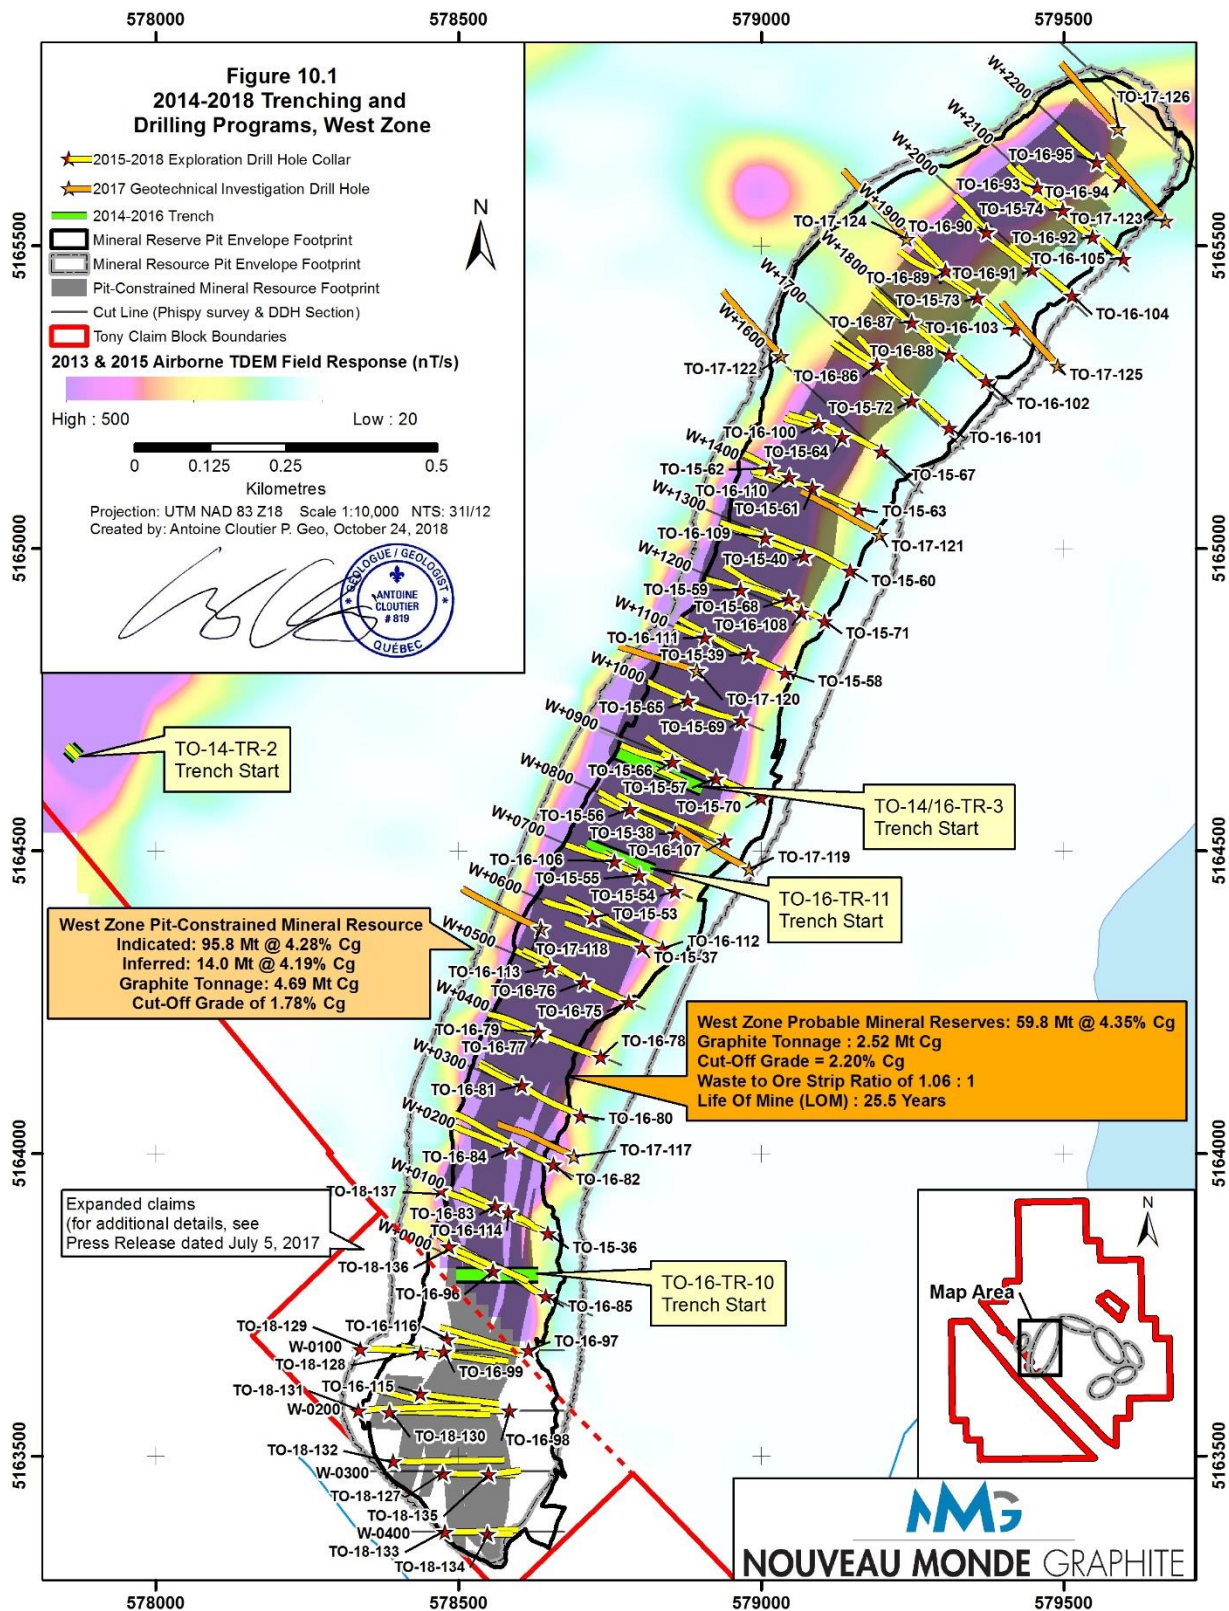 578000 578500 579000 579500
Figure 10.1
2014-2018 Trenching and
Drilling Programs, West Zone
2015-2018 Exploration Drill Hole Collar
2017 Geotechnical Investigation Drill Hole
2014-2016 Trench
Mineral Reserve Pit Envelope Footprint
Mineral Resource Pit Envelope Footprint
Pit-Constrained Mineral Resource Footprint
Cut Line (Phispy survey & DDH Section)
Tony Claim Block Boundaries
2013 & 2015 Airborne TDEM Field Response (nT/s)
High : 500 Low : 20
0 0.125 0.25 0.5
Kilometres
Projection: UTM NAD 83 Z18 Scale 1:10,000 NTS: 31I/12
Created by: Antoine Cloutier P. Geo, October 24, 2018
GÉOLOGUE / GEOLOGIST
ANTOINE
CLOUTIER
# 819
QUÉBEC
N
W+2200
TO-17-126
W+2100
TO-16-95
W+2000
TO-16-93
TO-16-94
TO-15-74
TO-17-123
TO-17-124
W+1900
TO-16-90
TO-16-92
TO-16-105
5165500
5165500
W+1800
TO-16-89
TO-16-91
TO-15-73
TO-16-104
W+1700
TO-16-87
TO-16-103
W+1600
TO-16-88
TO-17-125
TO-17-122
TO-16-86
TO-16-102
TO-15-72
TO-16-101
TO-16-100
W+1400
TO-15-64
TO-15-67
TO-15-62
TO-16-110
TO-15-61
TO-15-63
W+1300
TO-16-109
TO-17-121
5165000
5165000
TO-15-40
W+1200
TO-15-60
TO-15-59
TO-15-68
TO-16-108
TO-15-71
W+1100
TO-16-111
TO-15-39
W+1000
TO-15-58
TO-17-120
TO-15-65
TO-15-69
W+0900
TO-14-TR-2
Trench Start
TO-15-66
TO-15-57
TO-15-70
TO-14/16-TR-3
Trench Start
W+0800
TO-15-56
TO-15-38
TO-16-107
W+0700
TO-17-119
5164500
5164500
TO-16-106
TO-15-55
TO-15-54
TO-15-53
TO-16-TR-11
Trench Start
W+0600
W+0500
TO-17-118
TO-16-112
TO-15-37
TO-16-113
TO-16-76
TO-16-75
West Zone Pit-Constrained Mineral Resource
Indicated: 95.8 Mt @ 4.28% Cg
Inferred: 14.0 Mt @ 4.19% Cg
Graphite Tonnage: 4.69 Mt Cg
Cut-Off Grade of 1.78% Cg
W+0400
TO-16-79
TO-16-77
TO-16-78
West Zone Probable Mineral Reserves: 59.8 Mt @ 4.35% Cg
Graphite Tonnage : 2.52 Mt Cg
Cut-Off Grade = 2.20% Cg
Waste to Ore Strip Ratio of 1.06 : 1
Life Of Mine (LOM) : 25.5 Years
W+0300
TO-16-81
TO-16-80
W+0200
TO-16-84
TO-17-117
TO-16-82
5164000
5164000
W+0100
TO-18-137
TO-16-83
TO-16-114
TO-15-36
Expanded claims
(for additional details, see
Press Release dated July 5, 2017
W+0000
TO-18-136
TO-16-96
TO-16-85
TO-16-TR-10
Trench Start
TO-18-129
TO-16-116
TO-16-97
W-0100
TO-18-128
TO-16-99
TO-18-131
TO-16-115
W-0200
TO-18-130
TO-16-98
TO-18-132
W-0300
TO-18-127
TO-18-135
5163500
5163500
W-0400
TO-18-133
TO-18-134
N
Map Area
NMG
NOUVEAU MONDE GRAPHITE
578000 578500 579000 579500